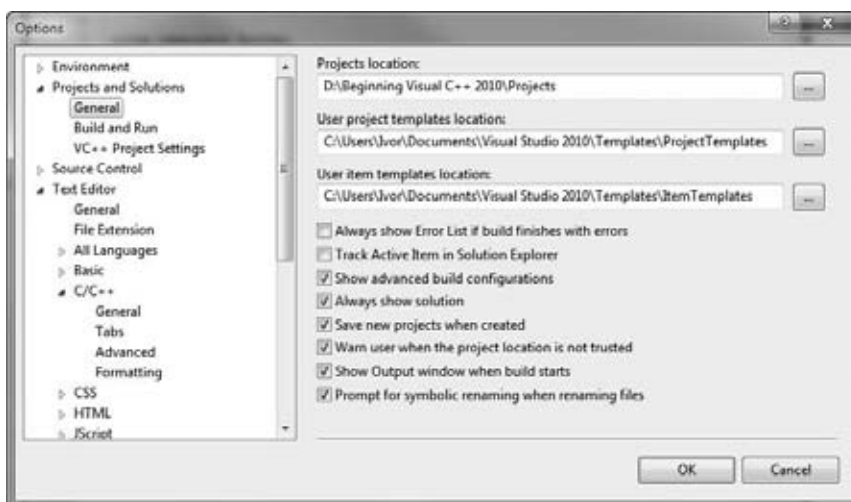 Options
Environment
Projects and Solutions
General
Build and Run
VC++ Project Settings
Source Control
Text Editor
General
File Extension
All Languages
Basic
C/C++
General
Tabs
Advanced
Formatting
CSS
HTML
JScript
Projects location:
D:\Beginning Visual C++ 2010\Projects
...
User project templates location:
C:\Users\Ivor\Documents\Visual Studio 2010\Templates\ProjectTemplates
...
User item templates location:
C:\Users\Ivor\Documents\Visual Studio 2010\Templates\ItemTemplates
...
Always show Error List if build finishes with errors
Track Active Item in Solution Explorer
Show advanced build configurations
Always show solution
Save new projects when created
Warn user when the project location is not trusted
Show Output window when build starts
Prompt for symbolic renaming when renaming files
OK
Cancel